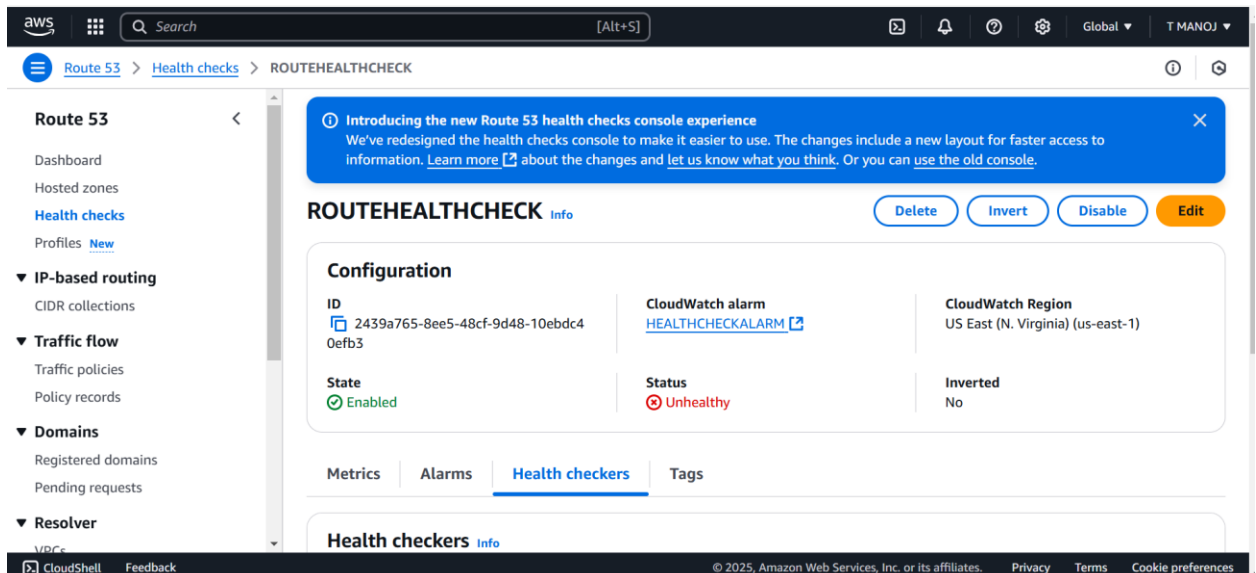 aws
Search [Alt+S] Global T MANOJ
Route 53 > Health checks > ROUTEHEALTHCHECK
Route 53
Dashboard
Hosted zones
Health checks
Profiles New
IP-based routing
CIDR collections
Traffic flow
Traffic policies
Policy records
Domains
Registered domains
Pending requests
Resolver
VPCs
Introducing the new Route 53 health checks console experience
We've redesigned the health checks console to make it easier to use. The changes include a new layout for faster access to
information. Learn more about the changes and let us know what you think. Or you can use the old console.
ROUTEHEALTHCHECK Info
Delete Invert Disable Edit
Configuration
ID
2439a765-8ee5-48cf-9d48-10ebdc4
0efb3
CloudWatch alarm
HEALTHCHECKALARM
CloudWatch Region
US East (N. Virginia) (us-east-1)
State
Enabled
Status
Unhealthy
Inverted
No
Metrics Alarms Health checkers Tags
Health checkers Info
CloudShell Feedback © 2025, Amazon Web Services, Inc. or its affiliates. Privacy Terms Cookie preferences